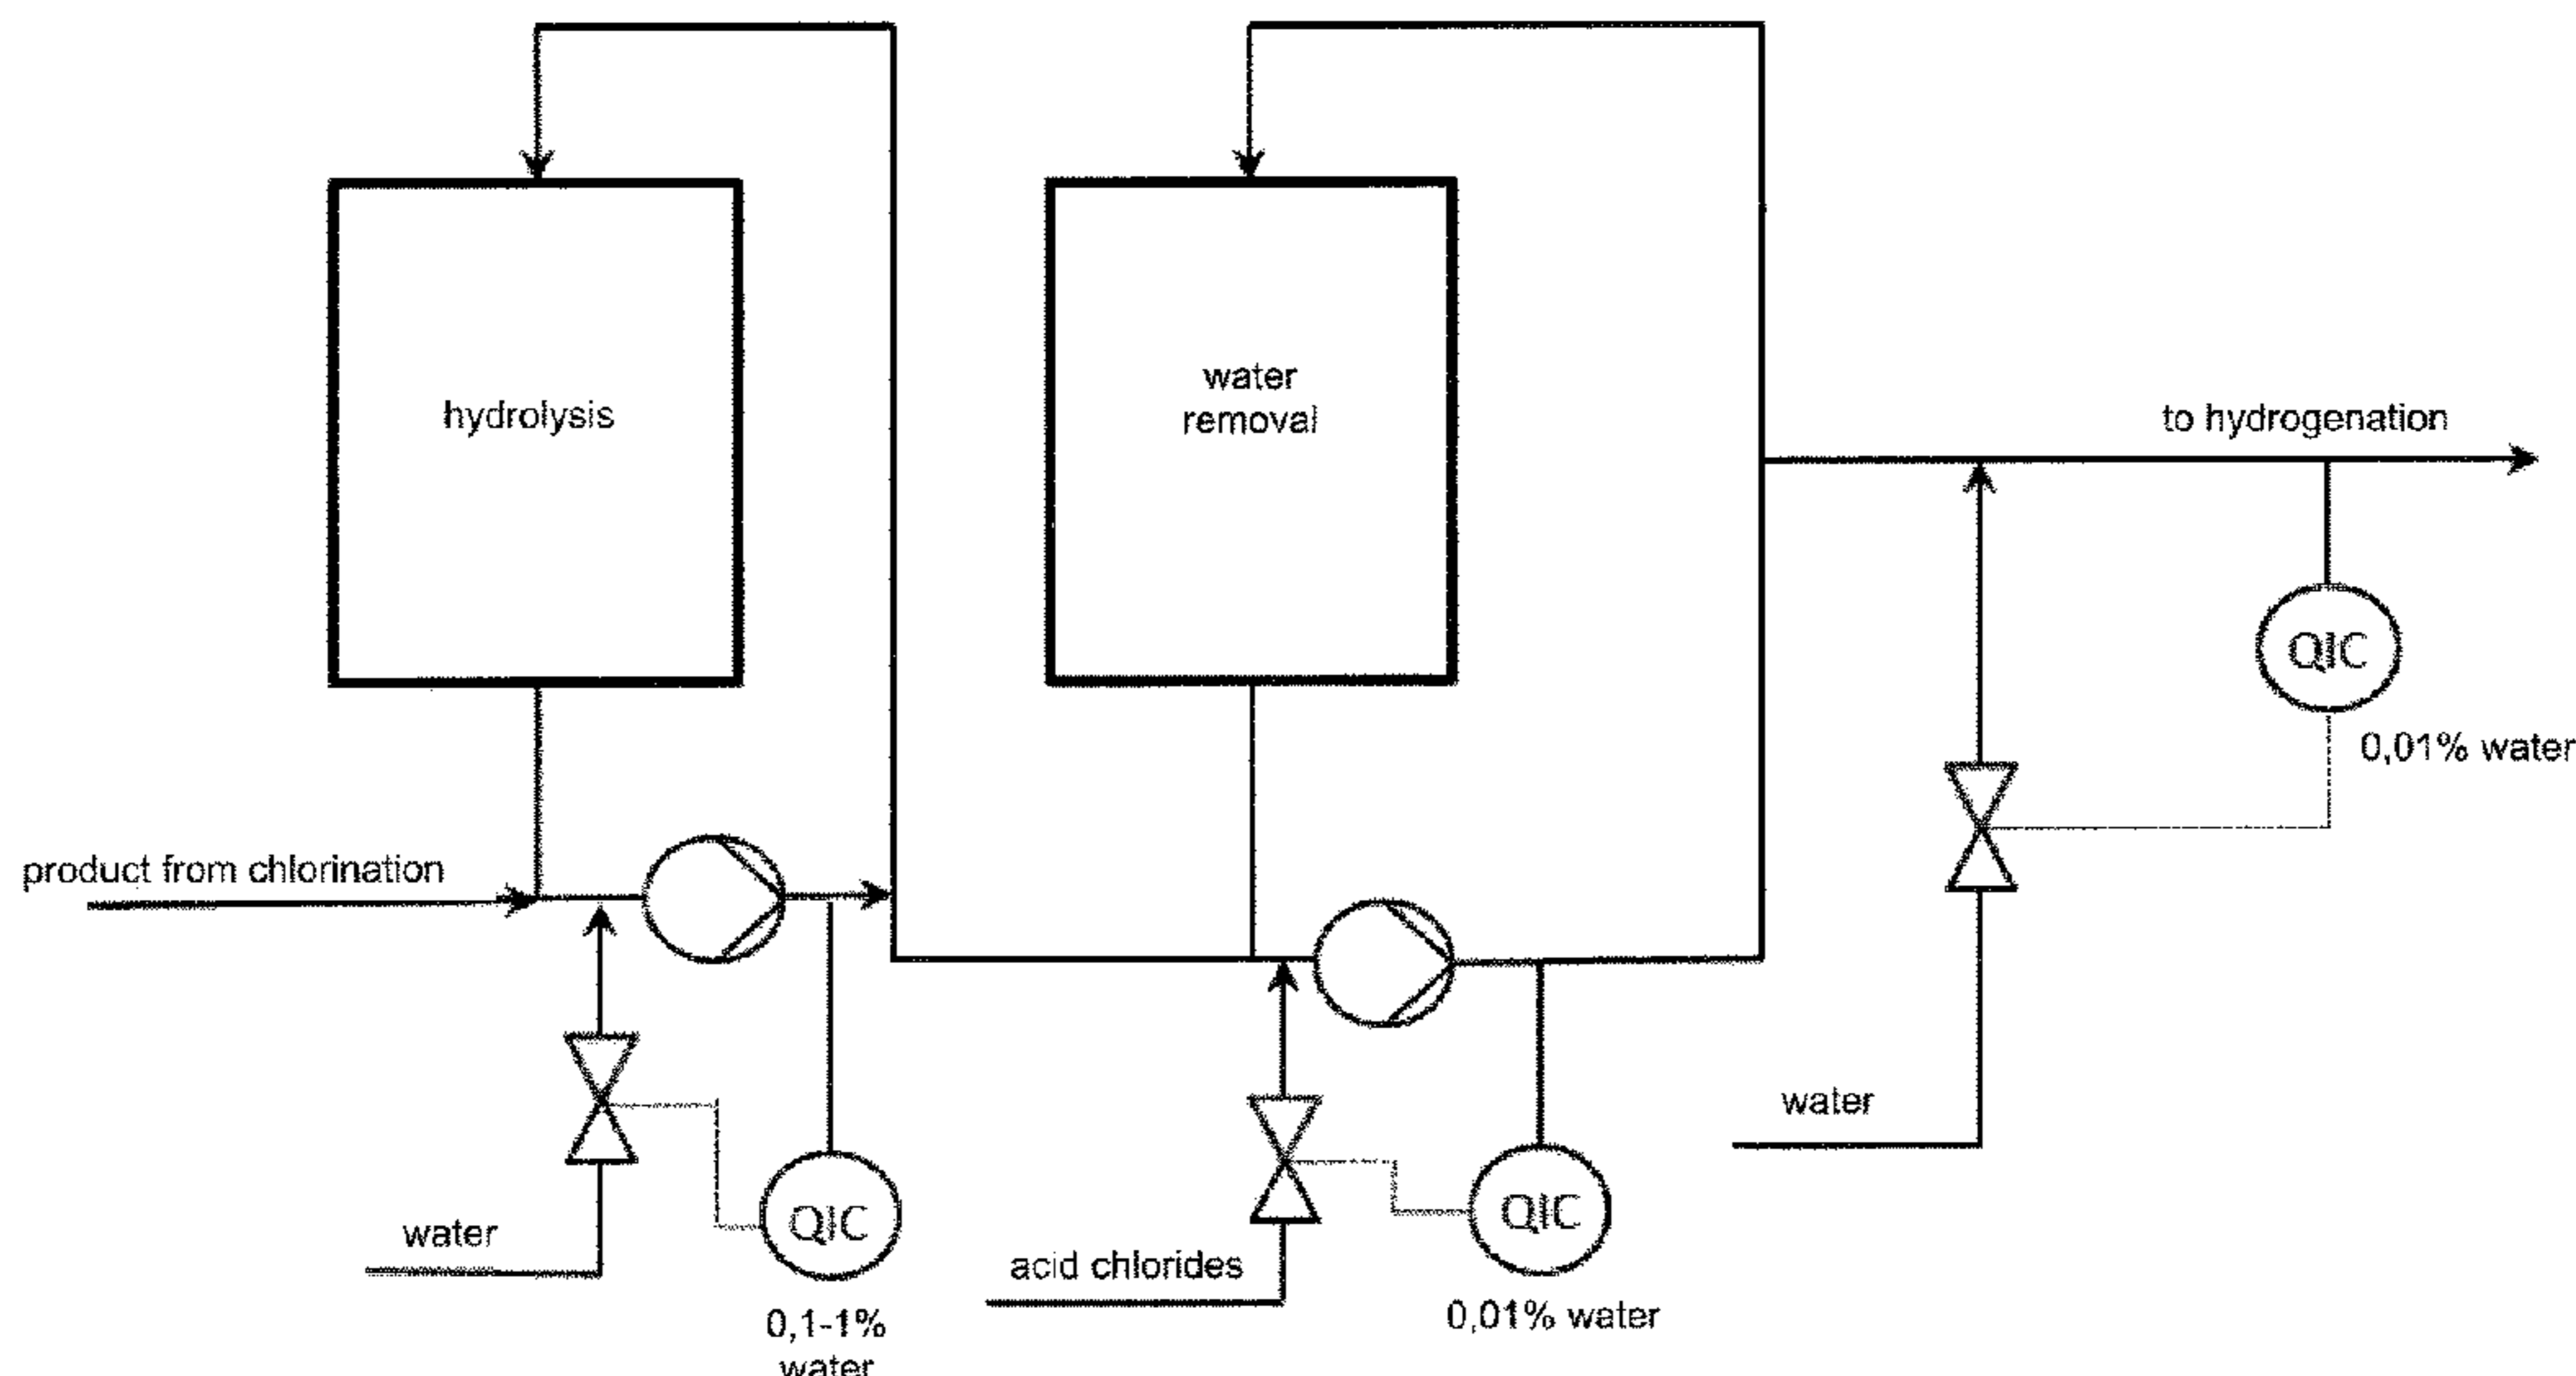 hydrolysis
water
removal
to hydrogenation
QIC
0,01% water
product from chlorination
water
QIC
0,1-1%
water
acid chlorides
QIC
0,01% water
water